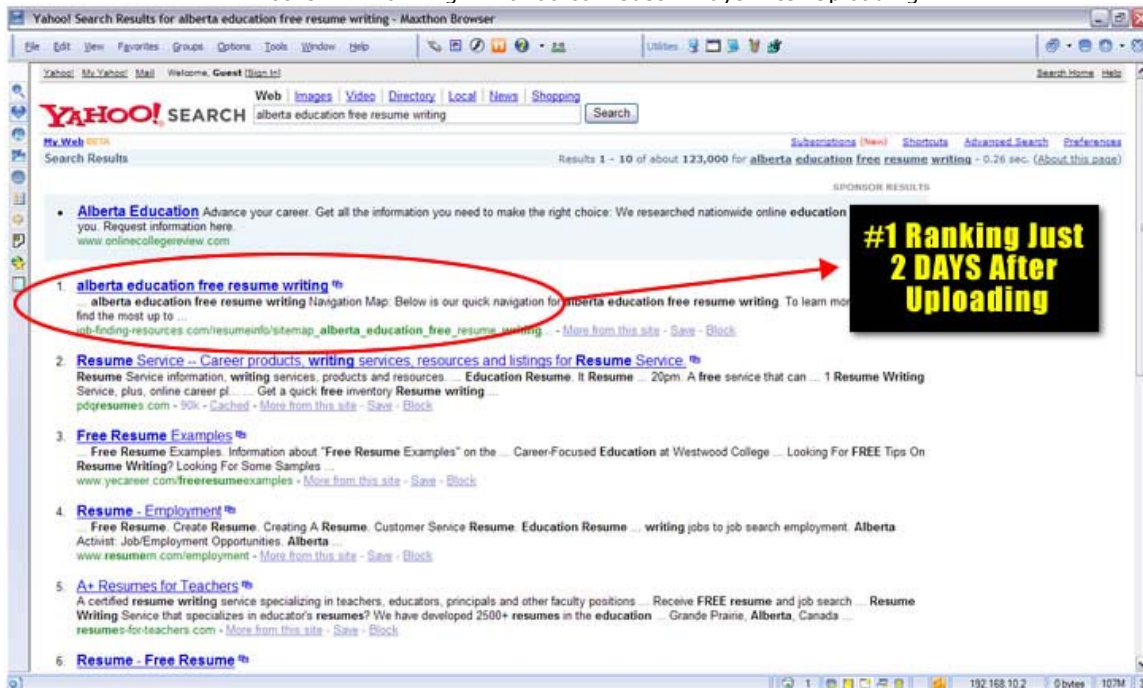 Yahoo! Search Results for alberta education free resume writing - Maxthon Browser
File Edit View Favorites Groups Options Tools Window Help
Utilities
Yahoo! My Yahoo! Mail Welcome, Guest [Sign In]
Search Home Help
Web | Images | Video | Directory | Local | News | Shopping
YAHOO! SEARCH
alberta education free resume writing
Search
My Web BETA
Subscriptions (New) Shortcuts Advanced Search Preferences
Search Results
Results 1 - 10 of about 123,000 for alberta education free resume writing - 0.26 sec. (About this page)
SPONSOR RESULTS
• Alberta Education Advance your career. Get all the information you need to make the right choice: We researched nationwide online education
you. Request information here.
www.onlinecollegereview.com
#1 Ranking Just
2 DAYS After
Uploading
1. alberta education free resume writing
... alberta education free resume writing Navigation Map: Below is our quick navigation for alberta education free resume writing. To learn mor
find the most up to ...
job-finding-resources.com/resumeinfo/sitemap_alberta_education_free_resume_writing... - More from this site - Save - Block
2. Resume Service -- Career products, writing services, resources and listings for Resume Service.
Resume Service information, writing services, products and resources. ... Education Resume. It Resume ... 20pm. A free service that can ... 1 Resume Writing
Service, plus, online career pl... ... Get a quick free inventory Resume writing ...
pdqresumes.com - 90k - Cached - More from this site - Save - Block
3. Free Resume Examples
... Free Resume Examples. Information about "Free Resume Examples" on the ... Career-Focused Education at Westwood College ... Looking For FREE Tips On
Resume Writing? Looking For Some Samples ...
www.yecareer.com/freeresumeexamples - More from this site - Save - Block
4. Resume - Employment
... Free Resume. Create Resume. Creating A Resume. Customer Service Resume. Education Resume ... writing jobs to job search employment. Alberta
Activist: Job/Employment Opportunities. Alberta ...
www.resumern.com/employment - More from this site - Save - Block
5. A+ Resumes for Teachers
A certified resume writing service specializing in teachers, educators, principals and other faculty positions ... Receive FREE resume and job search ... Resume
Writing Service that specializes in educator's resumes? We have developed 2500+ resumes in the education ... Grande Prairie, Alberta, Canada ...
resumes-for-teachers.com - More from this site - Save - Block
6. Resume - Free Resume
1 192.168.10.2 0 bytes 107M